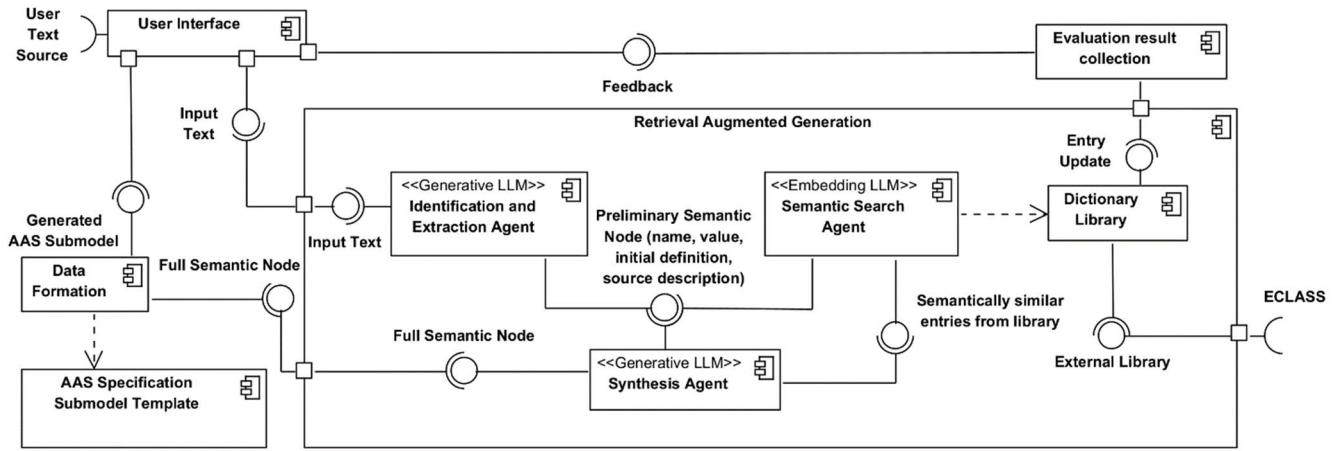 User
Text
Source
User Interface
Feedback
Evaluation result
collection
Input
Text
Retrieval Augmented Generation
Entry
Update
<<Generative LLM>>
Identification and
Extraction Agent
Input Text
Preliminary Semantic
Node (name, value,
initial definition,
source description)
<<Embedding LLM>>
Semantic Search
Agent
Dictionary
Library
Generated
AAS Submodel
Data
Formation
Full Semantic Node
Semantically similar
entries from library
ECLASS
External Library
Full Semantic Node
<<Generative LLM>>
Synthesis Agent
AAS Specification
Submodel Template